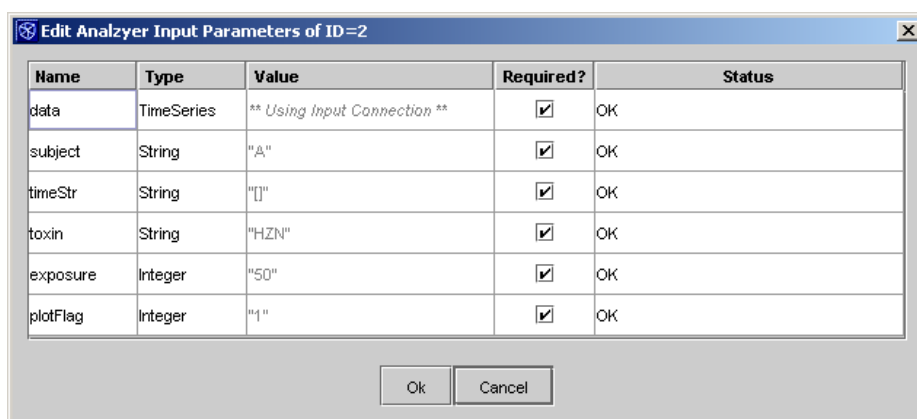 Edit Analzyer Input Parameters of ID=2
Name Type Value Required? Status
data TimeSeries ** Using Input Connection ** OK
subject String "A" OK
timeStr String "[]" OK
toxin String "HZN" OK
exposure Integer "50" OK
plotFlag Integer "1" OK
Ok Cancel